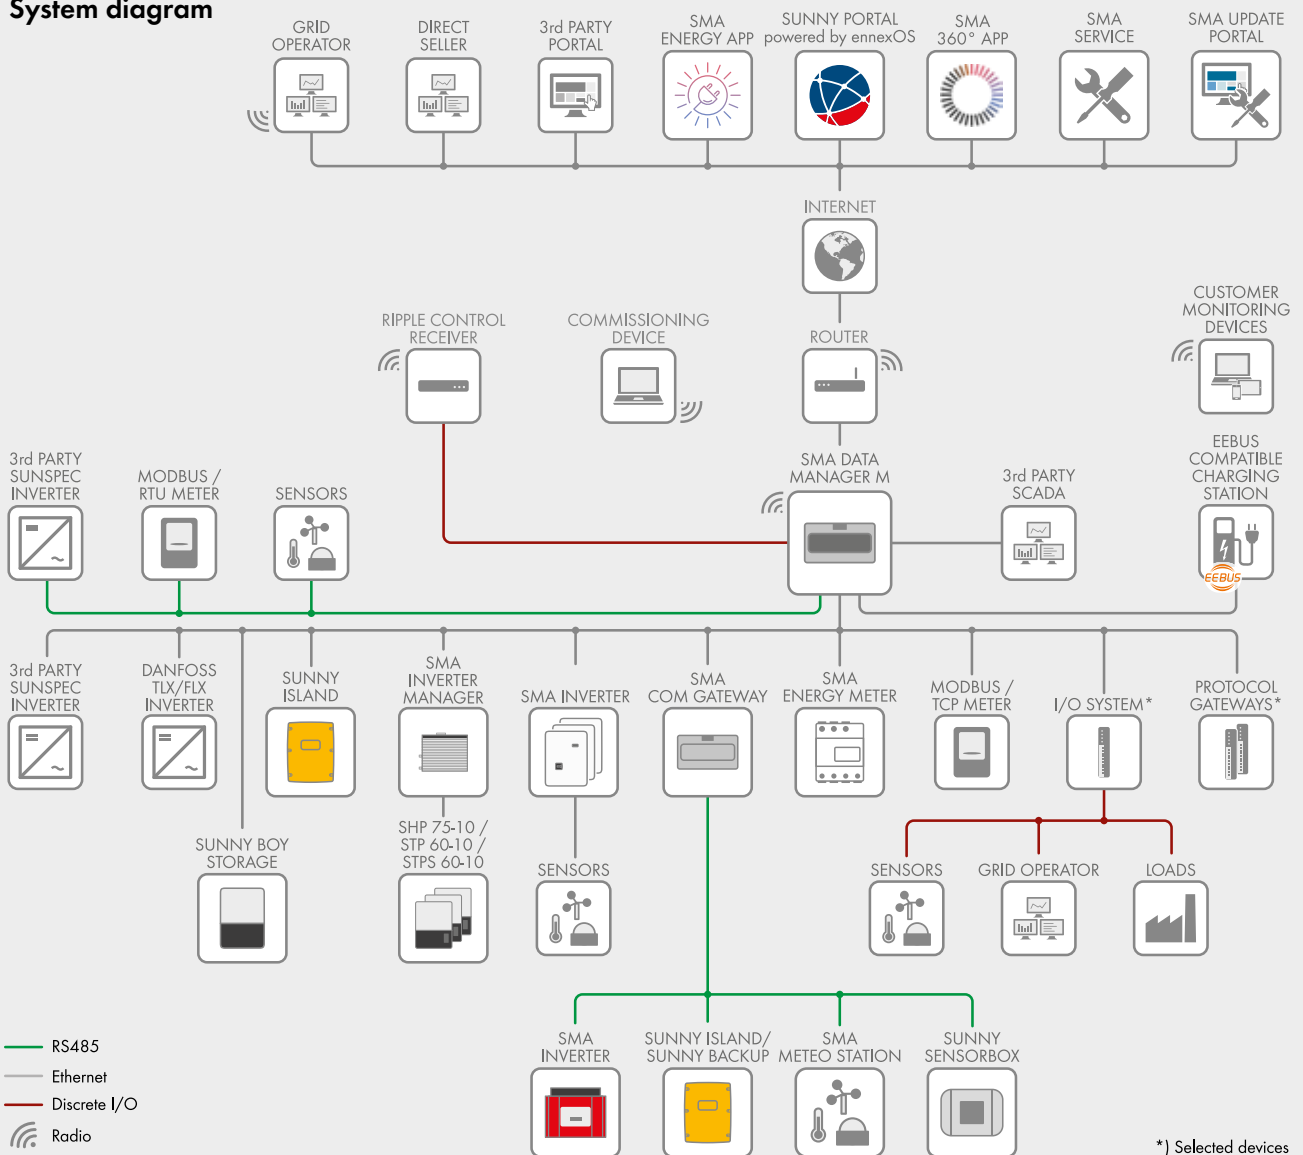 System diagram
GRID
OPERATOR
DIRECT
SELLER
3rd PARTY
PORTAL
SMA
ENERGY APP
SUNNY PORTAL
powered by ennexOS
SMA
360° APP
SMA
SERVICE
SMA UPDATE
PORTAL
INTERNET
RIPPLE CONTROL
RECEIVER
COMMISSIONING
DEVICE
ROUTER
CUSTOMER
MONITORING
DEVICES
3rd PARTY
SUNSPEC
INVERTER
MODBUS /
RTU METER
SENSORS
SMA DATA
MANAGER M
3rd PARTY
SCADA
EEBUS
COMPATIBLE
CHARGING
STATION
EEBUS
3rd PARTY
SUNSPEC
INVERTER
DANFOSS
TLX/FLX
INVERTER
SUNNY
ISLAND
SMA
INVERTER
MANAGER
SMA INVERTER
SMA
COM GATEWAY
SMA
ENERGY METER
MODBUS /
TCP METER
I/O SYSTEM*
PROTOCOL
GATEWAYS*
SUNNY BOY
STORAGE
SHP 75-10 /
STP 60-10 /
STPS 60-10
SENSORS
SENSORS
GRID OPERATOR
LOADS
SMA
INVERTER
SUNNY ISLAND/
SUNNY BACKUP
SMA
METEO STATION
SUNNY
SENSORBOX
RS485
Ethernet
Discrete I/O
Radio
*) Selected devices